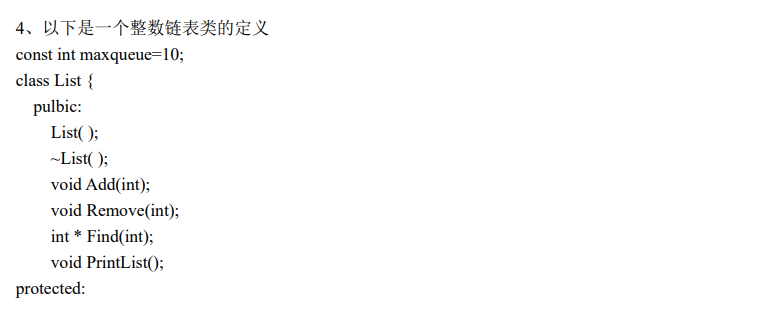 4、以下是一个整数链表类的定义
const int maxqueue=10;
class List {
pulbic:
List( );
~List( );
void Add(int);
void Remove(int);
int * Find(int);
void PrintList();
protected: